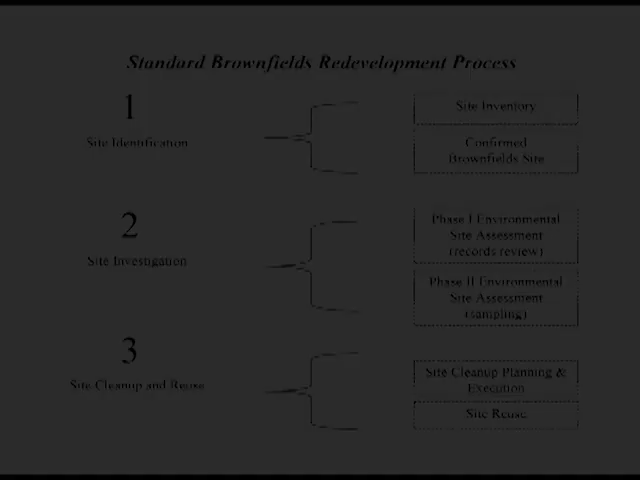 Standard Brownfields Redevelopment Process
1
Site Identification
Site Inventory
Confirmed
Brownfields Site
2
Site Investigation
Phase I Environmental
Site Assessment
(records review)
Phase II Environmental
Site Assessment
(sampling)
3
Site Cleanup and Reuse
Site Cleanup Planning &
Execution
Site Reuse